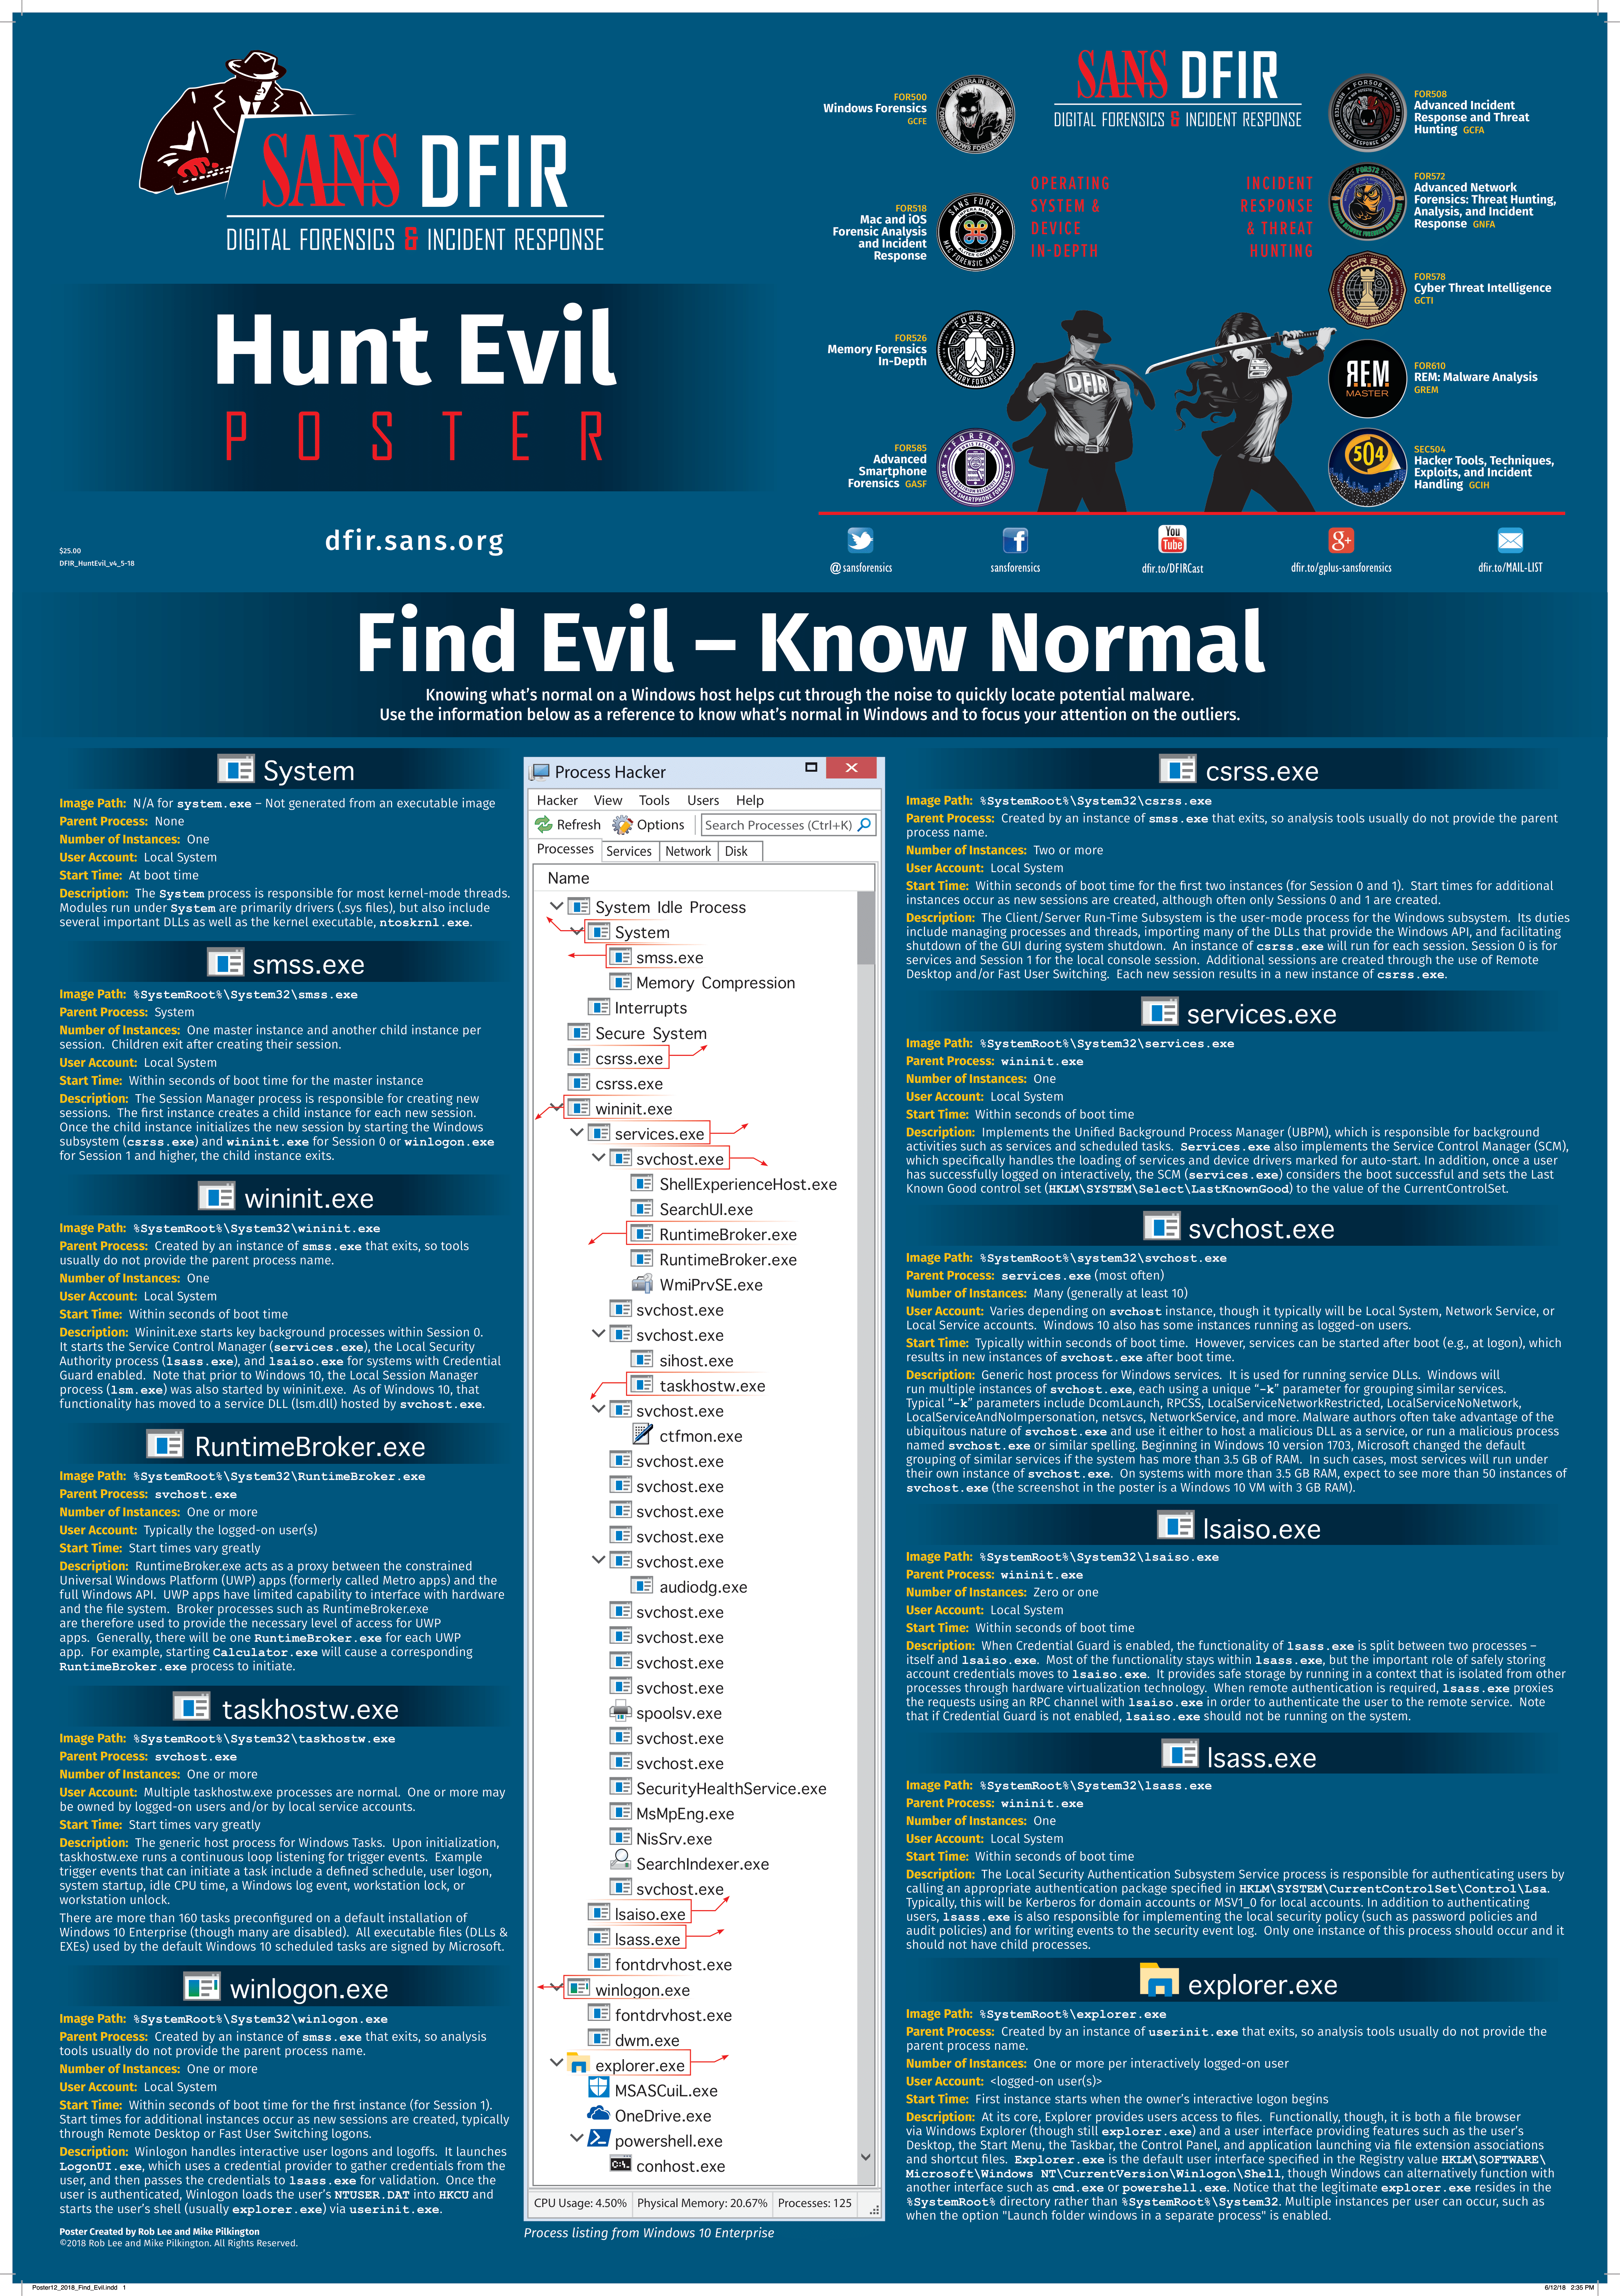 SANS DFIR
DIGITAL FORENSICS & INCIDENT RESPONSE
Hunt Evil
POSTER
dfir.sans.org
$25.00
DFIR_HuntEvil_v4_5-18
SANS DFIR
DIGITAL FORENSICS & INCIDENT RESPONSE
OPERATING
SYSTEM &
DEVICE
IN-DEPTH
INCIDENT
RESPONSE
& THREAT
HUNTING
FOR500
Windows Forensics
GCFE
FOR518
Mac and iOS
Forensic Analysis
and Incident
Response
FOR526
Memory Forensics
In-Depth
FOR585
Advanced
Smartphone
Forensics GASF
DFIR
FOR508
Advanced Incident
Response and Threat
Hunting GCFA
FOR572
Advanced Network
Forensics: Threat Hunting,
Analysis, and Incident
Response GNFA
FOR578
Cyber Threat Intelligence
GCTI
REM
MASTER
FOR610
REM: Malware Analysis
GREM
504
SEC504
Hacker Tools, Techniques,
Exploits, and Incident
Handling GCIH
@sansforensics
sansforensics
You
Tube
dfir.to/DFIRCast
g+
dfir.to/gplus-sansforensics
dfir.to/MAIL-LIST
Find Evil – Know Normal
Knowing what's normal on a Windows host helps cut through the noise to quickly locate potential malware.
Use the information below as a reference to know what's normal in Windows and to focus your attention on the outliers.
System
Image Path: N/A for system.exe – Not generated from an executable image
Parent Process: None
Number of Instances: One
User Account: Local System
Start Time: At boot time
Description: The System process is responsible for most kernel-mode threads.
Modules run under System are primarily drivers (.sys files), but also include
several important DLLs as well as the kernel executable, ntoskrnl.exe.
smss.exe
Image Path: %SystemRoot%\System32\smss.exe
Parent Process: System
Number of Instances: One master instance and another child instance per
session. Children exit after creating their session.
User Account: Local System
Start Time: Within seconds of boot time for the master instance
Description: The Session Manager process is responsible for creating new
sessions. The first instance creates a child instance for each new session.
Once the child instance initializes the new session by starting the Windows
subsystem (csrss.exe) and wininit.exe for Session 0 or winlogon.exe
for Session 1 and higher, the child instance exits.
wininit.exe
Image Path: %SystemRoot%\System32\wininit.exe
Parent Process: Created by an instance of smss.exe that exits, so tools
usually do not provide the parent process name.
Number of Instances: One
User Account: Local System
Start Time: Within seconds of boot time
Description: Wininit.exe starts key background processes within Session 0.
It starts the Service Control Manager (services.exe), the Local Security
Authority process (lsass.exe), and lsaiso.exe for systems with Credential
Guard enabled. Note that prior to Windows 10, the Local Session Manager
process (lsm.exe) was also started by wininit.exe. As of Windows 10, that
functionality has moved to a service DLL (lsm.dll) hosted by svchost.exe.
RuntimeBroker.exe
Image Path: %SystemRoot%\System32\RuntimeBroker.exe
Parent Process: svchost.exe
Number of Instances: One or more
User Account: Typically the logged-on user(s)
Start Time: Start times vary greatly
Description: RuntimeBroker.exe acts as a proxy between the constrained
Universal Windows Platform (UWP) apps (formerly called Metro apps) and the
full Windows API. UWP apps have limited capability to interface with hardware
and the file system. Broker processes such as RuntimeBroker.exe
are therefore used to provide the necessary level of access for UWP
apps. Generally, there will be one RuntimeBroker.exe for each UWP
app. For example, starting Calculator.exe will cause a corresponding
RuntimeBroker.exe process to initiate.
taskhostw.exe
Image Path: %SystemRoot%\System32\taskhostw.exe
Parent Process: svchost.exe
Number of Instances: One or more
User Account: Multiple taskhostw.exe processes are normal. One or more may
be owned by logged-on users and/or by local service accounts.
Start Time: Start times vary greatly
Description: The generic host process for Windows Tasks. Upon initialization,
taskhostw.exe runs a continuous loop listening for trigger events. Example
trigger events that can initiate a task include a defined schedule, user logon,
system startup, idle CPU time, a Windows log event, workstation lock, or
workstation unlock.
There are more than 160 tasks preconfigured on a default installation of
Windows 10 Enterprise (though many are disabled). All executable files (DLLs &
EXEs) used by the default Windows 10 scheduled tasks are signed by Microsoft.
winlogon.exe
Image Path: %SystemRoot%\System32\winlogon.exe
Parent Process: Created by an instance of smss.exe that exits, so analysis
tools usually do not provide the parent process name.
Number of Instances: One or more
User Account: Local System
Start Time: Within seconds of boot time for the first instance (for Session 1).
Start times for additional instances occur as new sessions are created, typically
through Remote Desktop or Fast User Switching logons.
Description: Winlogon handles interactive user logons and logoffs. It launches
LogonUI.exe, which uses a credential provider to gather credentials from the
user, and then passes the credentials to lsass.exe for validation. Once the
user is authenticated, Winlogon loads the user's NTUSER.DAT into HKCU and
starts the user's shell (usually explorer.exe) via userinit.exe.
Poster Created by Rob Lee and Mike Pilkington
©2018 Rob Lee and Mike Pilkington. All Rights Reserved.
Process Hacker
Hacker View Tools Users Help
Refresh Options Search Processes (Ctrl+K)
Processes Services Network Disk
Name
System Idle Process
System
smss.exe
Memory Compression
Interrupts
Secure System
csrss.exe
csrss.exe
wininit.exe
services.exe
svchost.exe
ShellExperienceHost.exe
SearchUI.exe
RuntimeBroker.exe
RuntimeBroker.exe
WmiPrvSE.exe
svchost.exe
svchost.exe
sihost.exe
taskhostw.exe
svchost.exe
ctfmon.exe
svchost.exe
svchost.exe
svchost.exe
svchost.exe
svchost.exe
audiodg.exe
svchost.exe
svchost.exe
svchost.exe
svchost.exe
spoolsv.exe
svchost.exe
svchost.exe
SecurityHealthService.exe
MsMpEng.exe
NisSrv.exe
SearchIndexer.exe
svchost.exe
lsaiso.exe
lsass.exe
fontdrvhost.exe
winlogon.exe
fontdrvhost.exe
dwm.exe
explorer.exe
MSASCuiL.exe
OneDrive.exe
powershell.exe
conhost.exe
CPU Usage: 4.50% Physical Memory: 20.67% Processes: 125
Process listing from Windows 10 Enterprise
csrss.exe
Image Path: %SystemRoot%\System32\csrss.exe
Parent Process: Created by an instance of smss.exe that exits, so analysis tools usually do not provide the parent
process name.
Number of Instances: Two or more
User Account: Local System
Start Time: Within seconds of boot time for the first two instances (for Session 0 and 1). Start times for additional
instances occur as new sessions are created, although often only Sessions 0 and 1 are created.
Description: The Client/Server Run-Time Subsystem is the user-mode process for the Windows subsystem. Its duties
include managing processes and threads, importing many of the DLLs that provide the Windows API, and facilitating
shutdown of the GUI during system shutdown. An instance of csrss.exe will run for each session. Session 0 is for
services and Session 1 for the local console session. Additional sessions are created through the use of Remote
Desktop and/or Fast User Switching. Each new session results in a new instance of csrss.exe.
services.exe
Image Path: %SystemRoot%\System32\services.exe
Parent Process: wininit.exe
Number of Instances: One
User Account: Local System
Start Time: Within seconds of boot time
Description: Implements the Unified Background Process Manager (UBPM), which is responsible for background
activities such as services and scheduled tasks. Services.exe also implements the Service Control Manager (SCM),
which specifically handles the loading of services and device drivers marked for auto-start. In addition, once a user
has successfully logged on interactively, the SCM (services.exe) considers the boot successful and sets the Last
Known Good control set (HKLM\SYSTEM\Select\LastKnownGood) to the value of the CurrentControlSet.
svchost.exe
Image Path: %SystemRoot%\system32\svchost.exe
Parent Process: services.exe (most often)
Number of Instances: Many (generally at least 10)
User Account: Varies depending on svchost instance, though it typically will be Local System, Network Service, or
Local Service accounts. Windows 10 also has some instances running as logged-on users.
Start Time: Typically within seconds of boot time. However, services can be started after boot (e.g., at logon), which
results in new instances of svchost.exe after boot time.
Description: Generic host process for Windows services. It is used for running service DLLs. Windows will
run multiple instances of svchost.exe, each using a unique "-k" parameter for grouping similar services.
Typical "-k" parameters include DcomLaunch, RPCSS, LocalServiceNetworkRestricted, LocalServiceNoNetwork,
LocalServiceAndNoImpersonation, netsvcs, NetworkService, and more. Malware authors often take advantage of the
ubiquitous nature of svchost.exe and use it either to host a malicious DLL as a service, or run a malicious process
named svchost.exe or similar spelling. Beginning in Windows 10 version 1703, Microsoft changed the default
grouping of similar services if the system has more than 3.5 GB of RAM. In such cases, most services will run under
their own instance of svchost.exe. On systems with more than 3.5 GB RAM, expect to see more than 50 instances of
svchost.exe (the screenshot in the poster is a Windows 10 VM with 3 GB RAM).
lsaiso.exe
Image Path: %SystemRoot%\System32\lsaiso.exe
Parent Process: wininit.exe
Number of Instances: Zero or one
User Account: Local System
Start Time: Within seconds of boot time
Description: When Credential Guard is enabled, the functionality of lsass.exe is split between two processes –
itself and lsaiso.exe. Most of the functionality stays within lsass.exe, but the important role of safely storing
account credentials moves to lsaiso.exe. It provides safe storage by running in a context that is isolated from other
processes through hardware virtualization technology. When remote authentication is required, lsass.exe proxies
the requests using an RPC channel with lsaiso.exe in order to authenticate the user to the remote service. Note
that if Credential Guard is not enabled, lsaiso.exe should not be running on the system.
lsass.exe
Image Path: %SystemRoot%\System32\lsass.exe
Parent Process: wininit.exe
Number of Instances: One
User Account: Local System
Start Time: Within seconds of boot time
Description: The Local Security Authentication Subsystem Service process is responsible for authenticating users by
calling an appropriate authentication package specified in HKLM\SYSTEM\CurrentControlSet\Control\Lsa.
Typically, this will be Kerberos for domain accounts or MSV1_0 for local accounts. In addition to authenticating
users, lsass.exe is also responsible for implementing the local security policy (such as password policies and
audit policies) and for writing events to the security event log. Only one instance of this process should occur and it
should not have child processes.
explorer.exe
Image Path: %SystemRoot%\explorer.exe
Parent Process: Created by an instance of userinit.exe that exits, so analysis tools usually do not provide the
parent process name.
Number of Instances: One or more per interactively logged-on user
User Account: <logged-on user(s)>
Start Time: First instance starts when the owner's interactive logon begins
Description: At its core, Explorer provides users access to files. Functionally, though, it is both a file browser
via Windows Explorer (though still explorer.exe) and a user interface providing features such as the user's
Desktop, the Start Menu, the Taskbar, the Control Panel, and application launching via file extension associations
and shortcut files. Explorer.exe is the default user interface specified in the Registry value HKLM\SOFTWARE\
Microsoft\Windows NT\CurrentVersion\Winlogon\Shell, though Windows can alternatively function with
another interface such as cmd.exe or powershell.exe. Notice that the legitimate explorer.exe resides in the
%SystemRoot% directory rather than %SystemRoot%\System32. Multiple instances per user can occur, such as
when the option "Launch folder windows in a separate process" is enabled.
Poster12_2018_Find_Evil.indd 1
6/12/18 2:35 PM